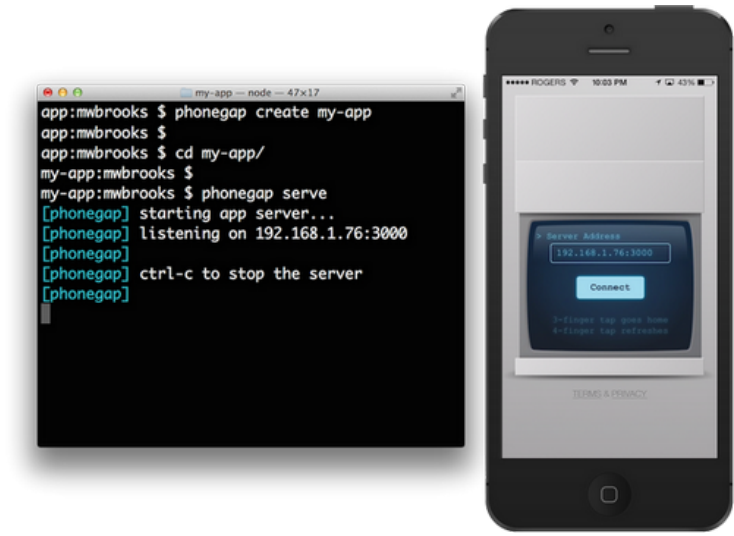 my-app — node — 47×17
app:mwbrooks $ phonegap create my-app
app:mwbrooks $
app:mwbrooks $ cd my-app/
my-app:mwbrooks $
my-app:mwbrooks $ phonegap serve
[phonegap] starting app server...
[phonegap] listening on 192.168.1.76:3000
[phonegap]
[phonegap] ctrl-c to stop the server
[phonegap]
ROGERS 10:03 PM 43%
> Server Address
192.168.1.76:3000
Connect
3-finger tap goes home
4-finger tap refreshes
TERMS & PRIVACY